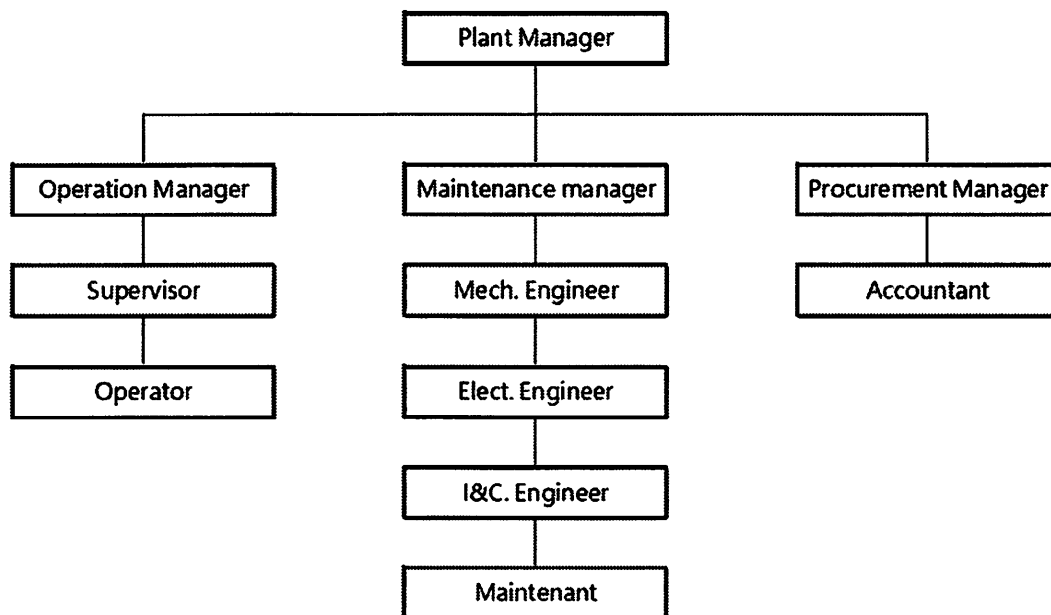 Plant Manager
Operation Manager
Maintenance manager
Procurement Manager
Supervisor
Mech. Engineer
Accountant
Operator
Elect. Engineer
I&C. Engineer
Maintenant